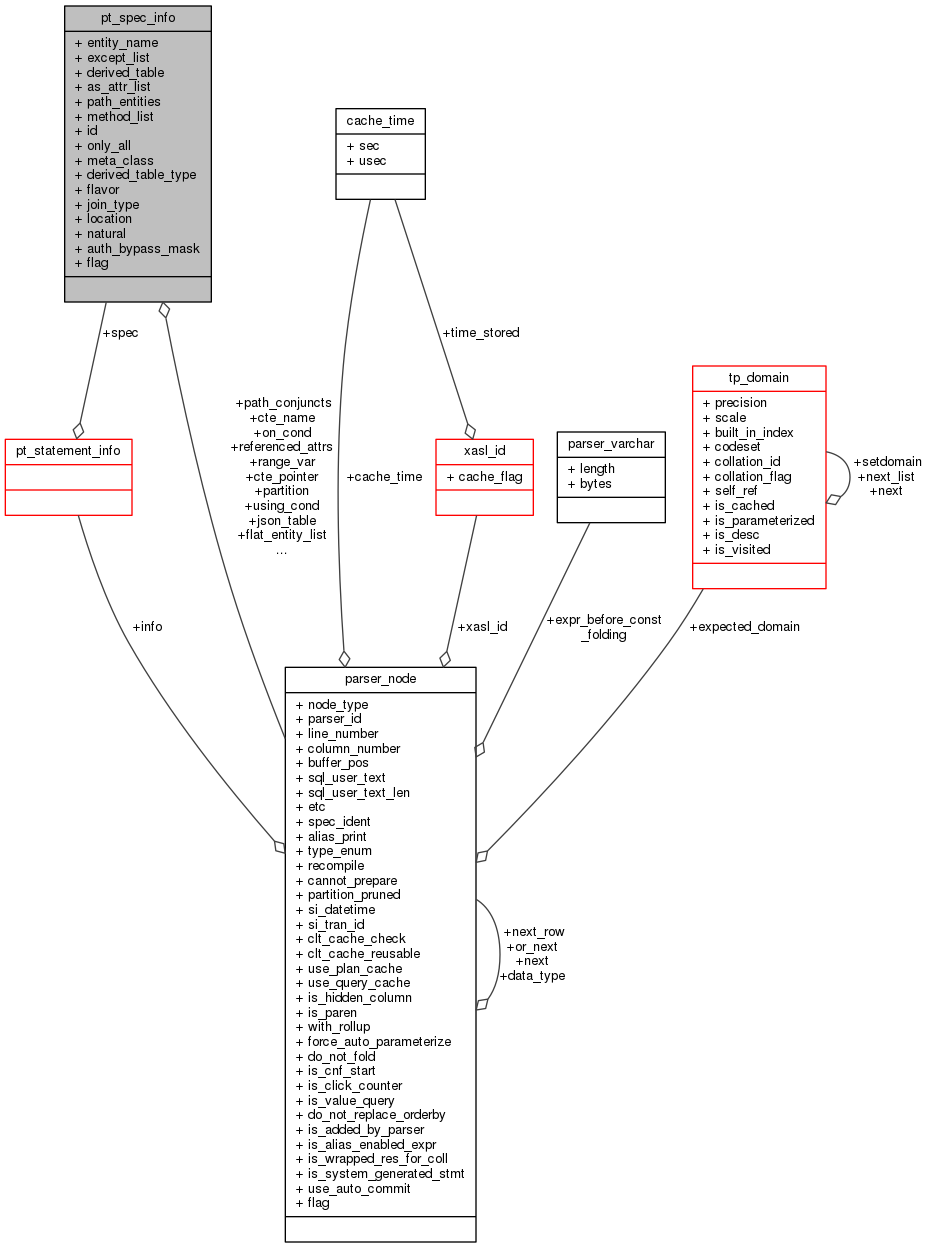 pt_spec_info
+ entity_name
+ except_list
+ derived_table
+ as_attr_list
+ path_entities
+ method_list
+ id
+ only_all
+ meta_class
+ derived_table_type
+ flavor
+ join_type
+ location
+ natural
+ auth_bypass_mask
+ flag
cache_time
+ sec
+ usec
+spec
+time_stored
tp_domain
+ precision
+ scale
+ built_in_index
+ codeset
+ collation_id
+ collation_flag
+ self_ref
+ is_cached
+ is_parameterized
+ is_desc
+ is_visited
+setdomain
+next_list
+next
+path_conjuncts
+cte_name
+on_cond
+referenced_attrs
+range_var
+cte_pointer
+partition
+using_cond
+json_table
+flat_entity_list
...
+cache_time
pt_statement_info
xasl_id
+ cache_flag
parser_varchar
+ length
+ bytes
+info
+xasl_id
+expr_before_const
_folding
+expected_domain
parser_node
+ node_type
+ parser_id
+ line_number
+ column_number
+ buffer_pos
+ sql_user_text
+ sql_user_text_len
+ etc
+ spec_ident
+ alias_print
+ type_enum
+ recompile
+ cannot_prepare
+ partition_pruned
+ si_datetime
+ si_tran_id
+ clt_cache_check
+ clt_cache_reusable
+ use_plan_cache
+ use_query_cache
+ is_hidden_column
+ is_paren
+ with_rollup
+ force_auto_parameterize
+ do_not_fold
+ is_cnf_start
+ is_click_counter
+ is_value_query
+ do_not_replace_orderby
+ is_added_by_parser
+ is_alias_enabled_expr
+ is_wrapped_res_for_coll
+ is_system_generated_stmt
+ use_auto_commit
+ flag
+next_row
+or_next
+next
+data_type